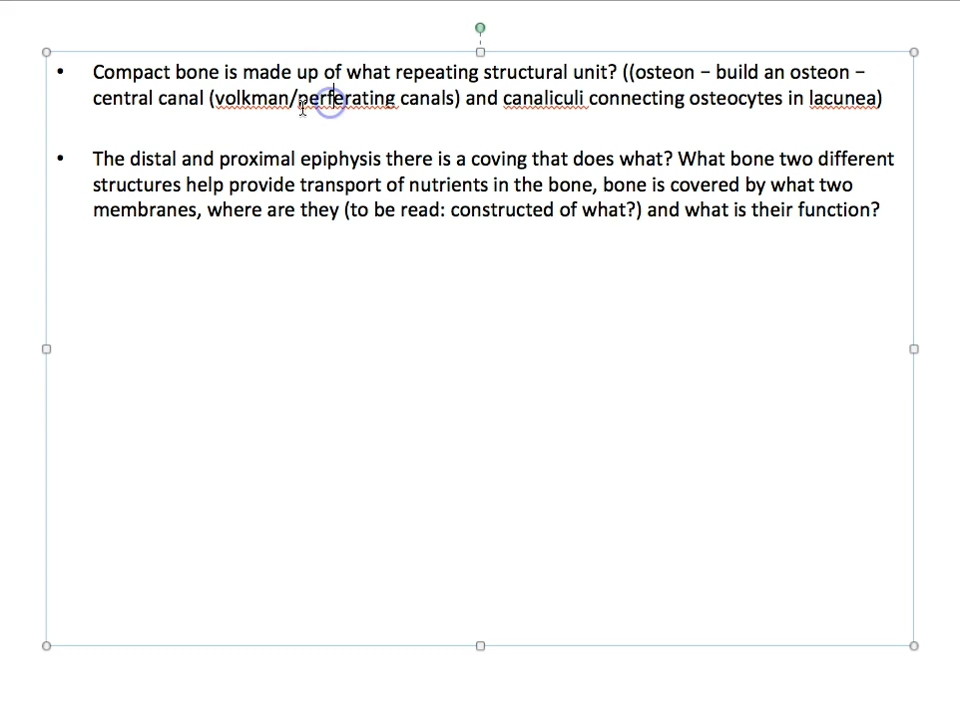 • Compact bone is made up of what repeating structural unit? ((osteon – build an osteon –
central canal (volkman/perferating canals) and canaliculi connecting osteocytes in lacunea)
• The distal and proximal epiphysis there is a coving that does what? What bone two different
structures help provide transport of nutrients in the bone, bone is covered by what two
membranes, where are they (to be read: constructed of what?) and what is their function?